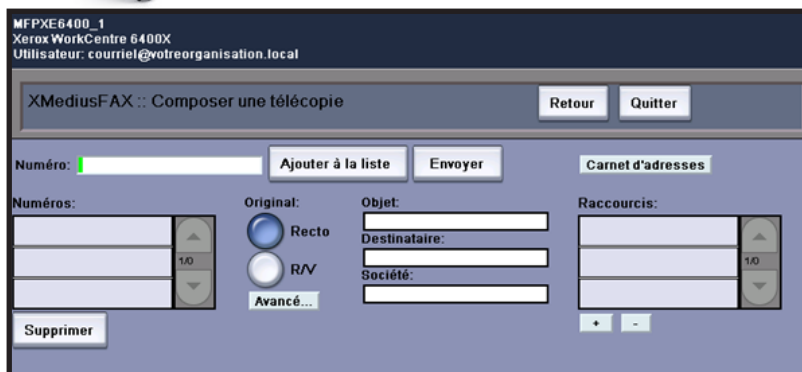 MFPXE6400_1
Xerox WorkCentre 6400X
Utilisateur: courriel@votreorganisation.local
XMediusFAX :: Composer une télécopie
Retour
Quitter
Numéro:
Ajouter à la liste
Envoyer
Carnet d'adresses
Numéros:
1/0
Supprimer
Original:
Recto
R/V
Avancé...
Objet:
Destinataire:
Société:
Raccourcis:
1/0
+
-